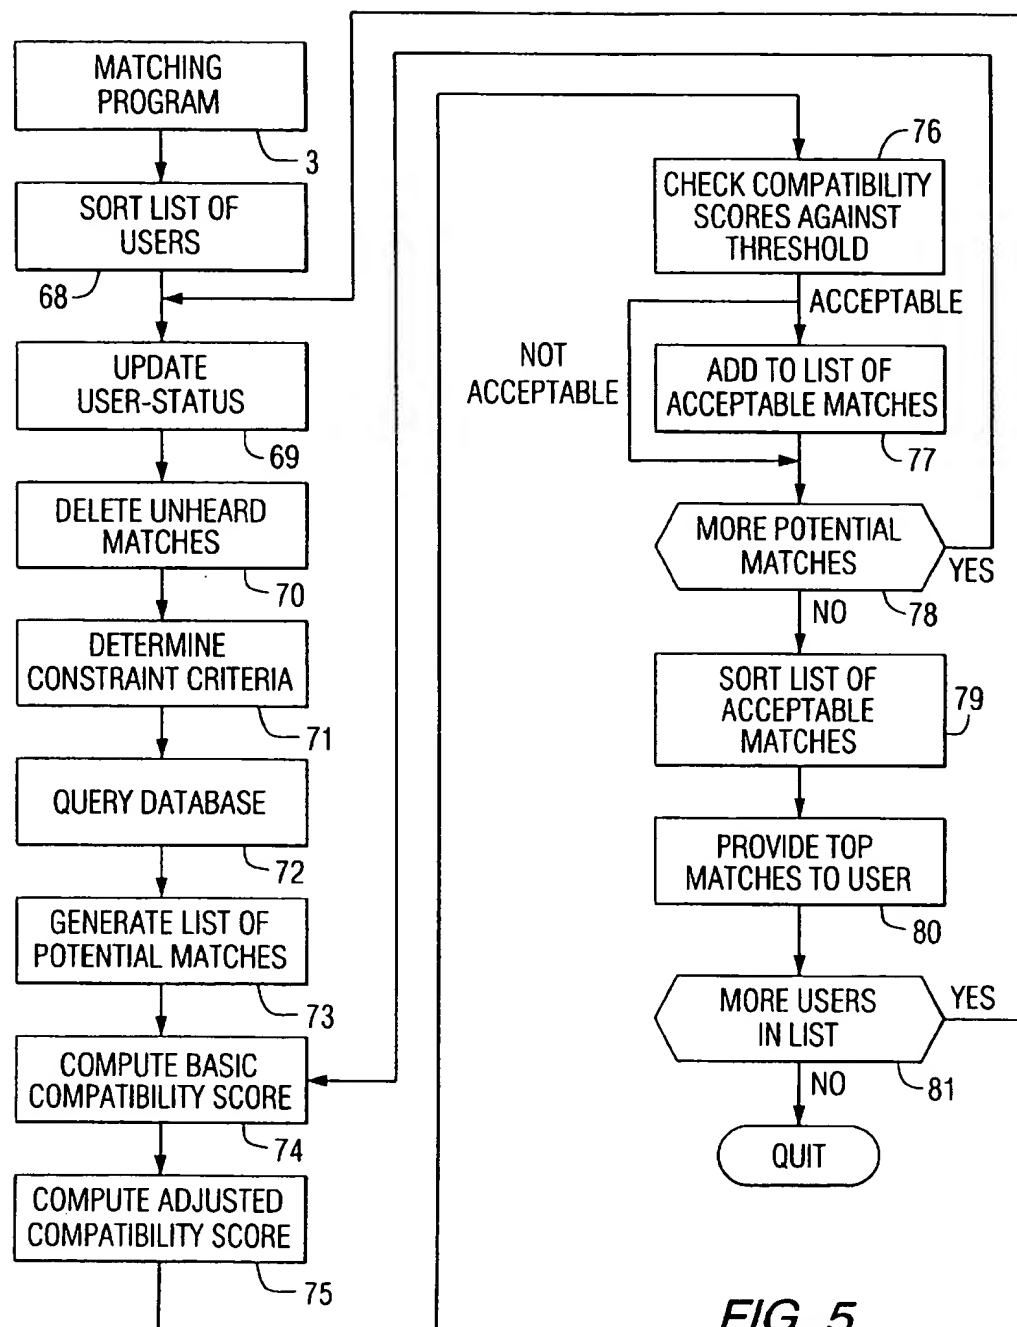 MATCHING
PROGRAM
3
SORT LIST OF
USERS
68
UPDATE
USER-STATUS
69
DELETE UNHEARD
MATCHES
70
DETERMINE
CONSTRAINT CRITERIA
71
QUERY DATABASE
72
GENERATE LIST OF
POTENTIAL MATCHES
73
COMPUTE BASIC
COMPATIBILITY SCORE
74
COMPUTE ADJUSTED
COMPATIBILITY SCORE
75
76
CHECK COMPATIBILITY
SCORES AGAINST
THRESHOLD
ACCEPTABLE
NOT
ACCEPTABLE
ADD TO LIST OF
ACCEPTABLE MATCHES
77
MORE POTENTIAL
MATCHES
YES
78
NO
SORT LIST OF
ACCEPTABLE
MATCHES
79
PROVIDE TOP
MATCHES TO USER
80
MORE USERS
IN LIST
YES
81
NO
QUIT
FIG. 5